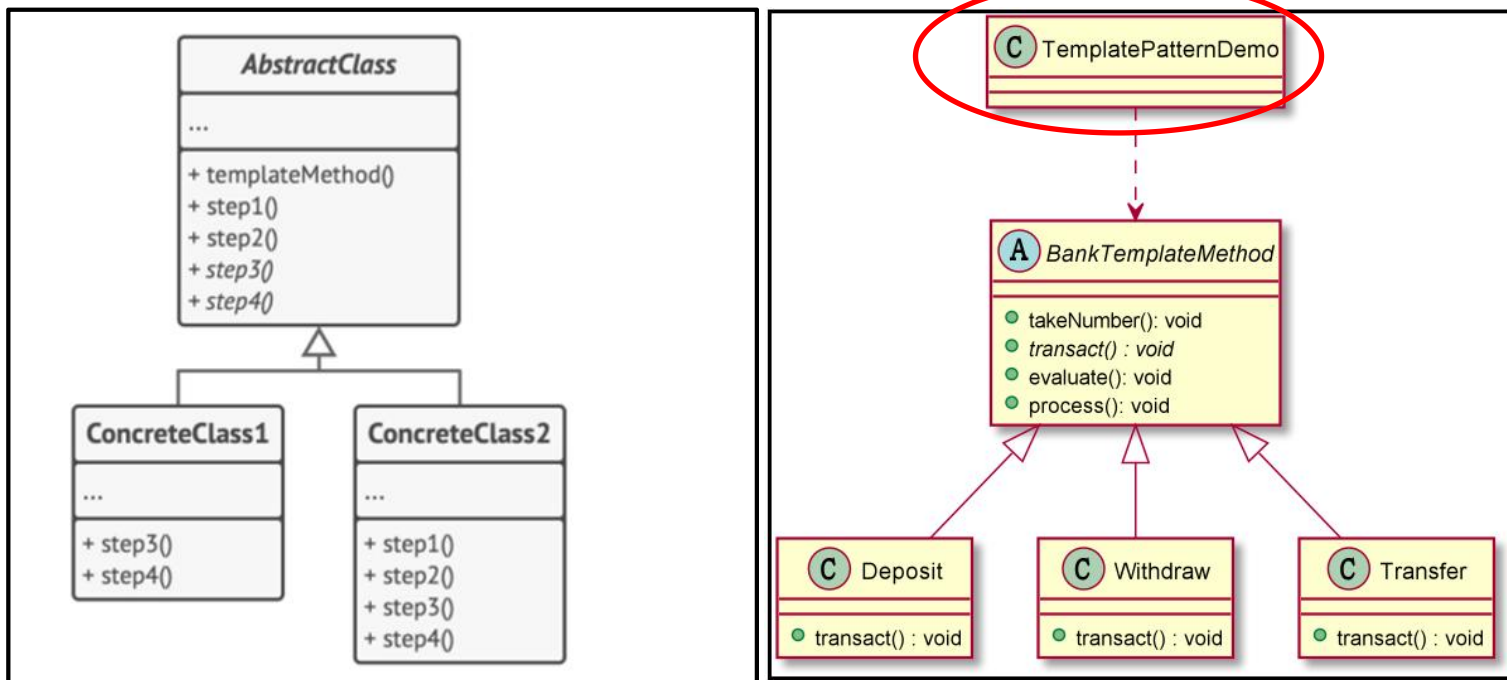 AbstractClass
...
+ templateMethod()
+ step1()
+ step2()
+ step3()
+ step4()
ConcreteClass1
...
+ step3()
+ step4()
ConcreteClass2
...
+ step1()
+ step2()
+ step3()
+ step4()
C TemplatePatternDemo
A BankTemplateMethod
takeNumber(): void
transact() : void
evaluate(): void
process(): void
C Deposit
transact() : void
C Withdraw
transact() : void
C Transfer
transact() : void